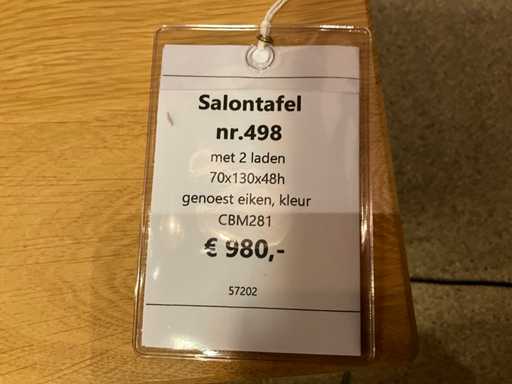 Salontafel
nr.498
met 2 laden
70x130x48h
genoest eiken, kleur
CBM281
€ 980,-
57202